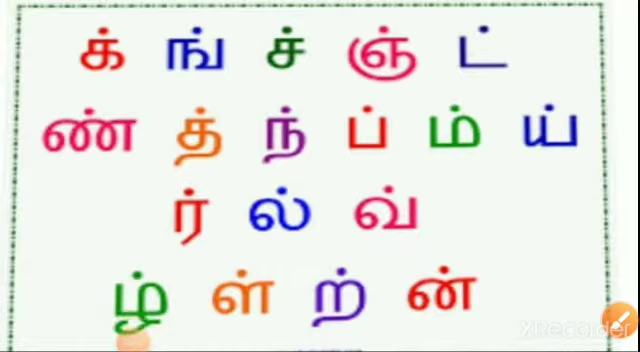 க் ங் ச் ஞ் ட்
ண் த் ந் ப் ம் ய்
ர் ல் வ்
ழ் ள் ற் ன்
XRecorder